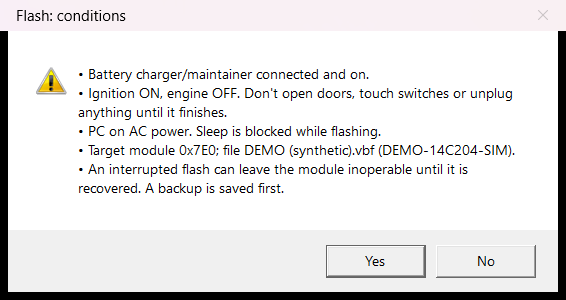 Flash: conditions
• Battery charger/maintainer connected and on.
• Ignition ON, engine OFF. Don't open doors, touch switches or unplug
anything until it finishes.
• PC on AC power. Sleep is blocked while flashing.
• Target module 0x7E0; file DEMO (synthetic).vbf (DEMO-14C204-SIM).
• An interrupted flash can leave the module inoperable until it is
recovered. A backup is saved first.
Yes
No